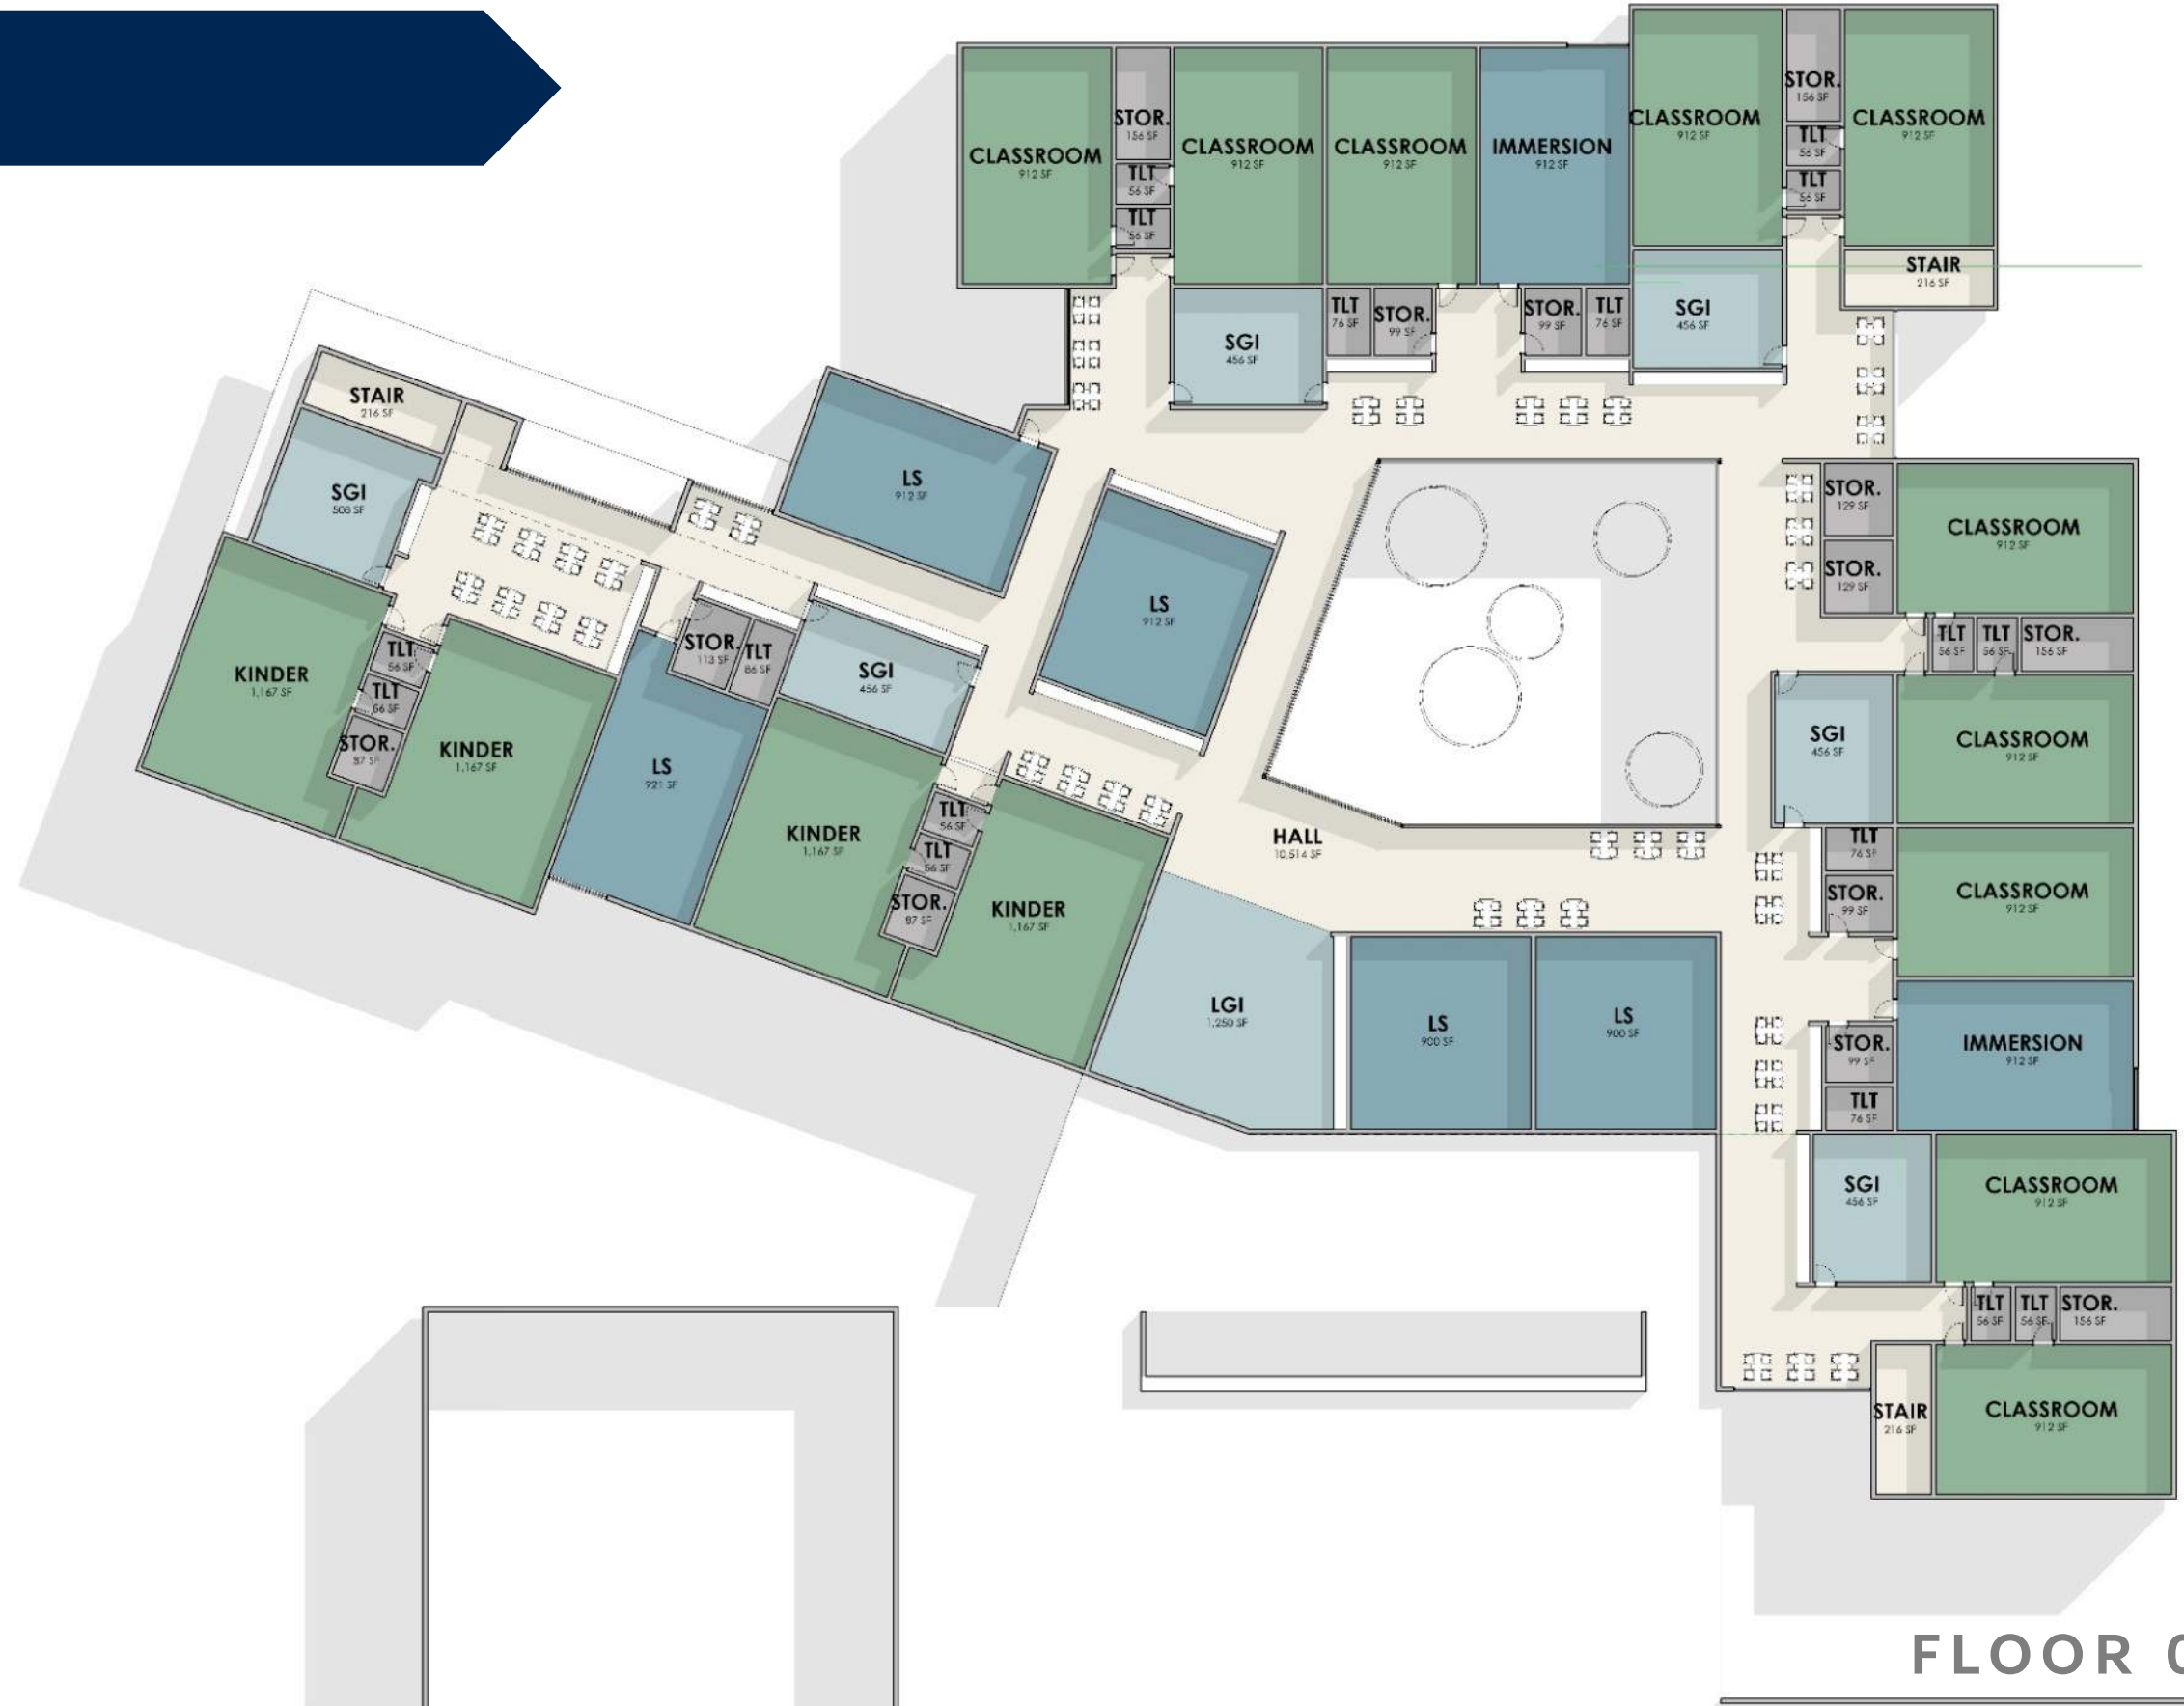 CLASSROOM
912 SF
STOR.
156 SF
TLT
56 SF
TLT
56 SF
CLASSROOM
912 SF
CLASSROOM
912 SF
IMMERSION
912 SF
CLASSROOM
912 SF
STOR.
156 SF
TLT
56 SF
TLT
56 SF
CLASSROOM
912 SF
STAIR
216 SF
SGI
456 SF
TLT
76 SF
STOR.
99 SF
STOR.
99 SF
TLT
76 SF
SGI
456 SF
STAIR
216 SF
SGI
508 SF
LS
912 SF
LS
912 SF
KINDER
1,167 SF
TLT
56 SF
TLT
56 SF
STOR.
87 SF
KINDER
1,167 SF
STOR.
113 SF
TLT
86 SF
LS
921 SF
SGI
456 SF
KINDER
1,167 SF
TLT
56 SF
TLT
56 SF
STOR.
87 SF
KINDER
1,167 SF
HALL
10,514 SF
LGI
1,250 SF
LS
900 SF
LS
900 SF
STOR.
129 SF
STOR.
129 SF
CLASSROOM
912 SF
TLT
56 SF
TLT
56 SF
STOR.
156 SF
SGI
456 SF
CLASSROOM
912 SF
TLT
76 SF
STOR.
99 SF
CLASSROOM
912 SF
STOR.
99 SF
TLT
76 SF
IMMERSION
912 SF
SGI
456 SF
CLASSROOM
912 SF
TLT
56 SF
TLT
56 SF
STOR.
156 SF
STAIR
216 SF
CLASSROOM
912 SF
FLOOR